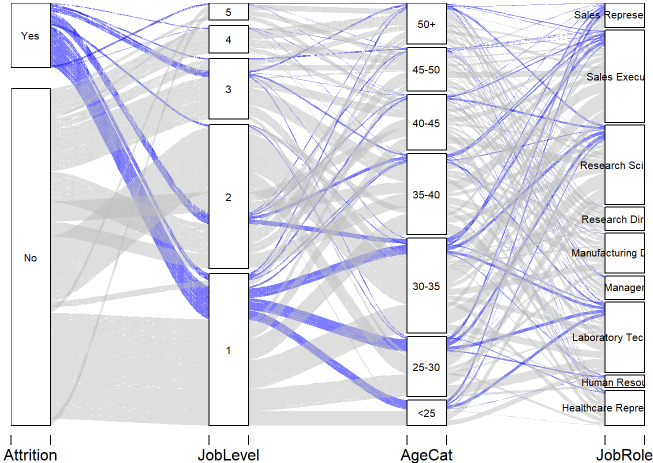 Yes
No
5
4
3
2
1
50+
45-50
40-45
35-40
30-35
25-30
<25
Sales Represe
Sales Execu
Research Sci
Research Dir
Manufacturing D
Manager
Laboratory Tec
Human Resou
Healthcare Repre
Attrition JobLevel AgeCat JobRole